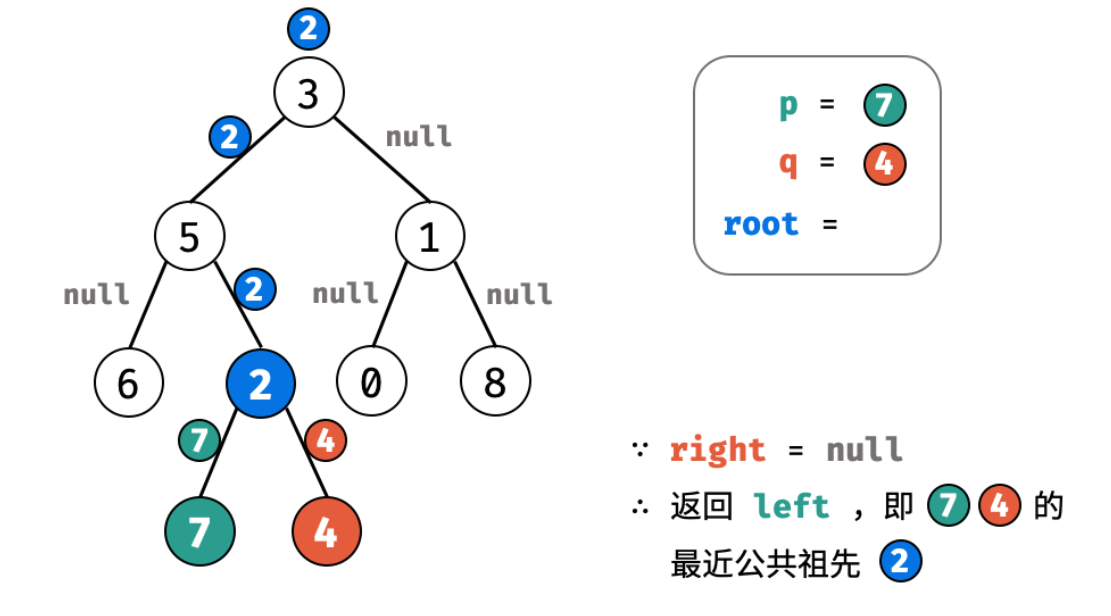 2
3
2
null
p = 7
q = 4
root =
5
1
null
2
null
null
6
2
0
8
7
4
7
4
∵ right = null
∴ 返回 left ，即 7 4 的
最近公共祖先 2